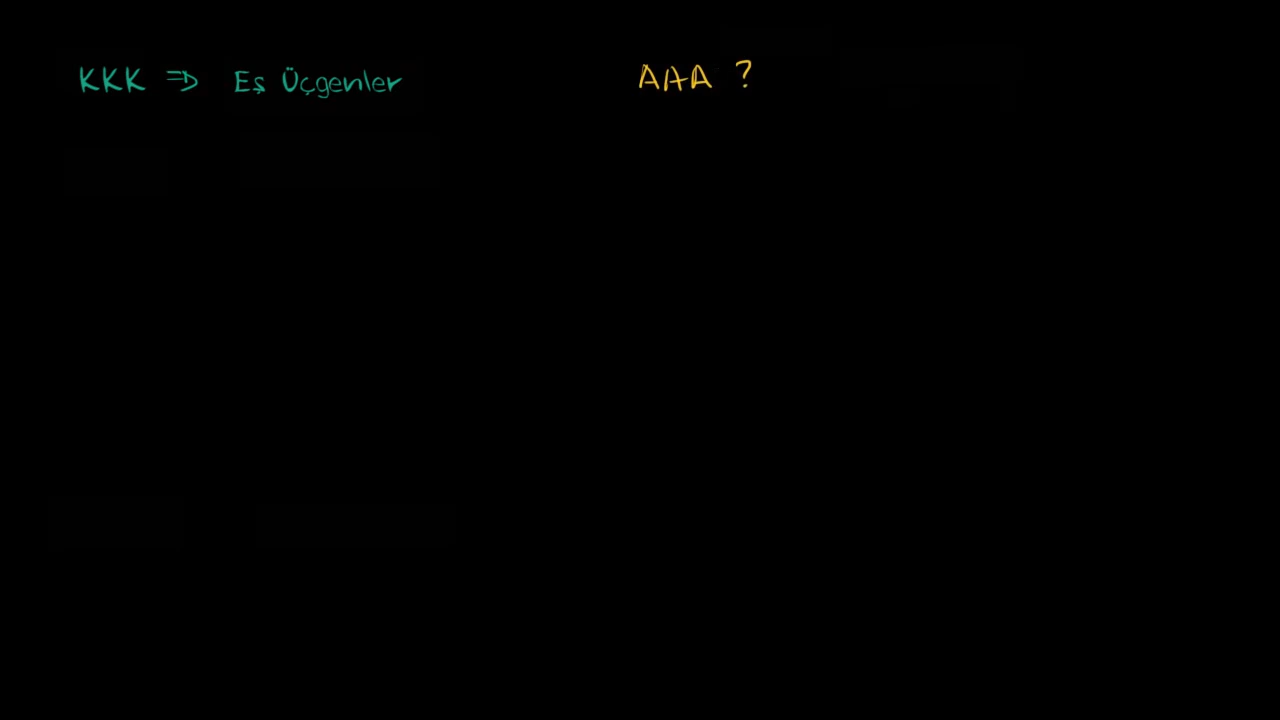 KKK ⇒ Eş Üçgenler
AAA ?